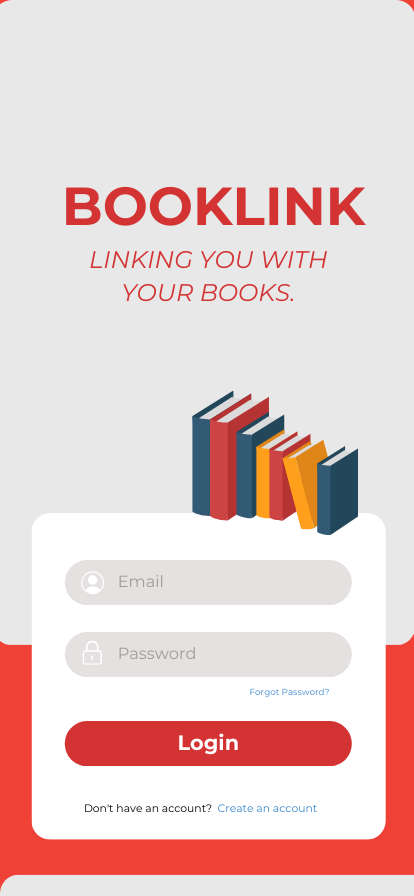 BOOKLINK
LINKING YOU WITH
YOUR BOOKS.
Email
Password
Forgot Password?
Login
Don't have an account? Create an account